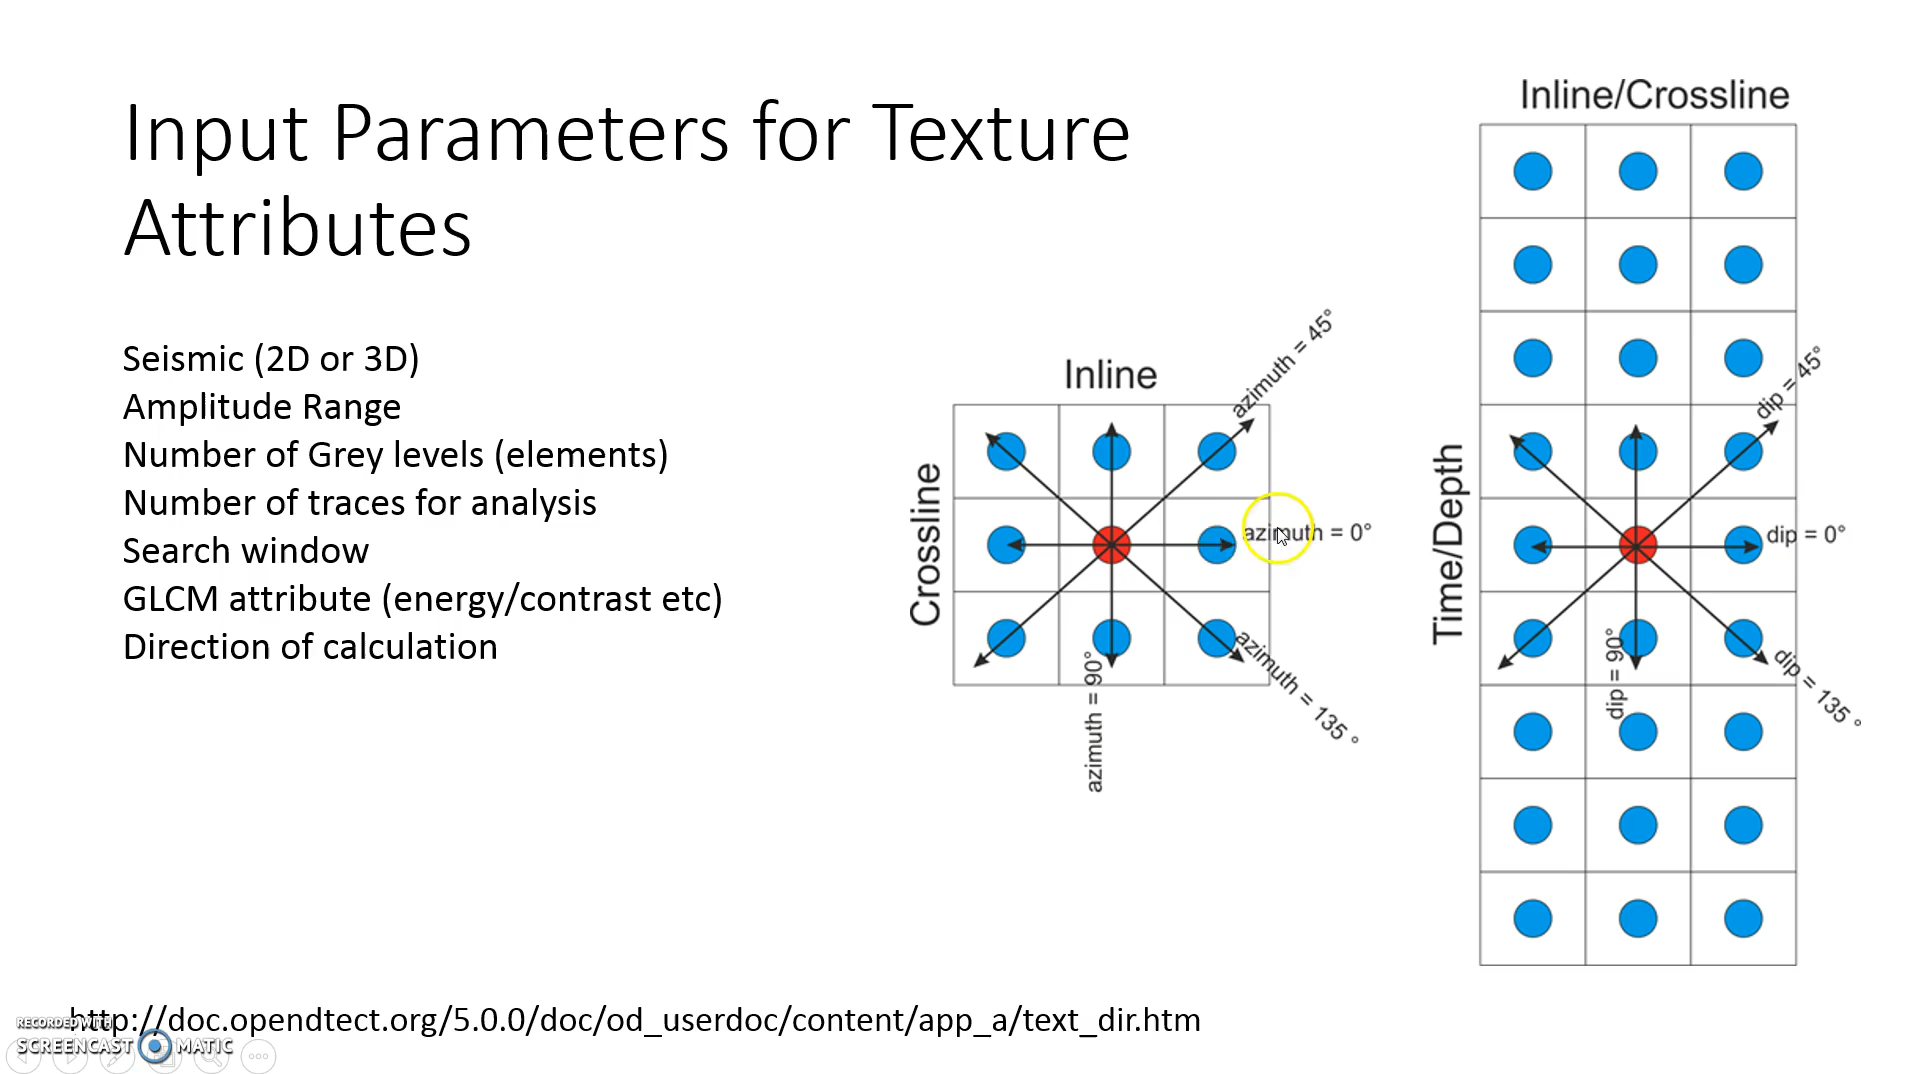 Input Parameters for Texture
Attributes
Seismic (2D or 3D)
Amplitude Range
Number of Grey levels (elements)
Number of traces for analysis
Search window
GLCM attribute (energy/contrast etc)
Direction of calculation
Inline
Crossline
azimuth = 45°
azimuth = 0°
azimuth = 135 °
azimuth = 90°
Inline/Crossline
Time/Depth
dip = 45°
dip = 0°
dip = 135 °
dip = 90°
http://doc.opendtect.org/5.0.0/doc/od_userdoc/content/app_a/text_dir.htm
RECORDED WITH
SCREENCAST MATIC